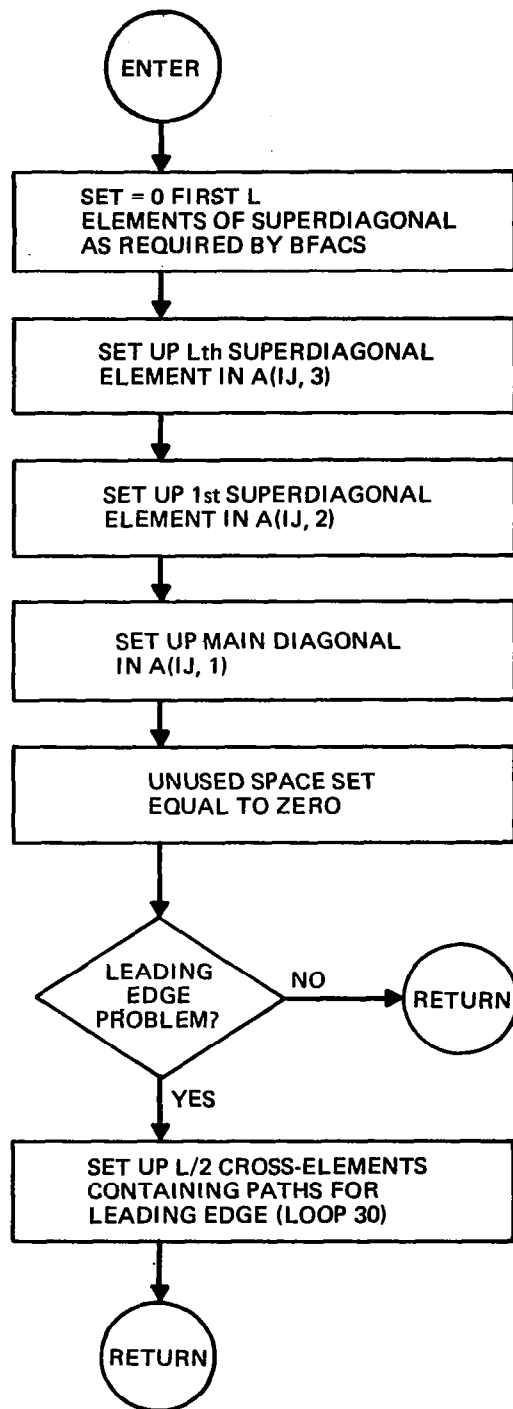 ENTER
SET = 0 FIRST L
ELEMENTS OF SUPERDIAGONAL
AS REQUIRED BY BFACS
SET UP Lth SUPERDIAGONAL
ELEMENT IN A(IJ, 3)
SET UP 1st SUPERDIAGONAL
ELEMENT IN A(IJ, 2)
SET UP MAIN DIAGONAL
IN A(IJ, 1)
UNUSED SPACE SET
EQUAL TO ZERO
LEADING
EDGE
PROBLEM?
NO
RETURN
YES
SET UP L/2 CROSS-ELEMENTS
CONTAINING PATHS FOR
LEADING EDGE (LOOP 30)
RETURN